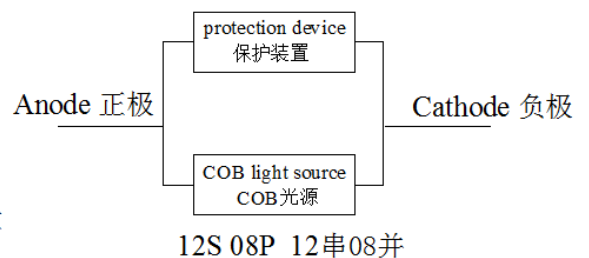 protection device
保护装置
Anode 正极
Cathode 负极
COB light source
COB光源
12S 08P 12串08并